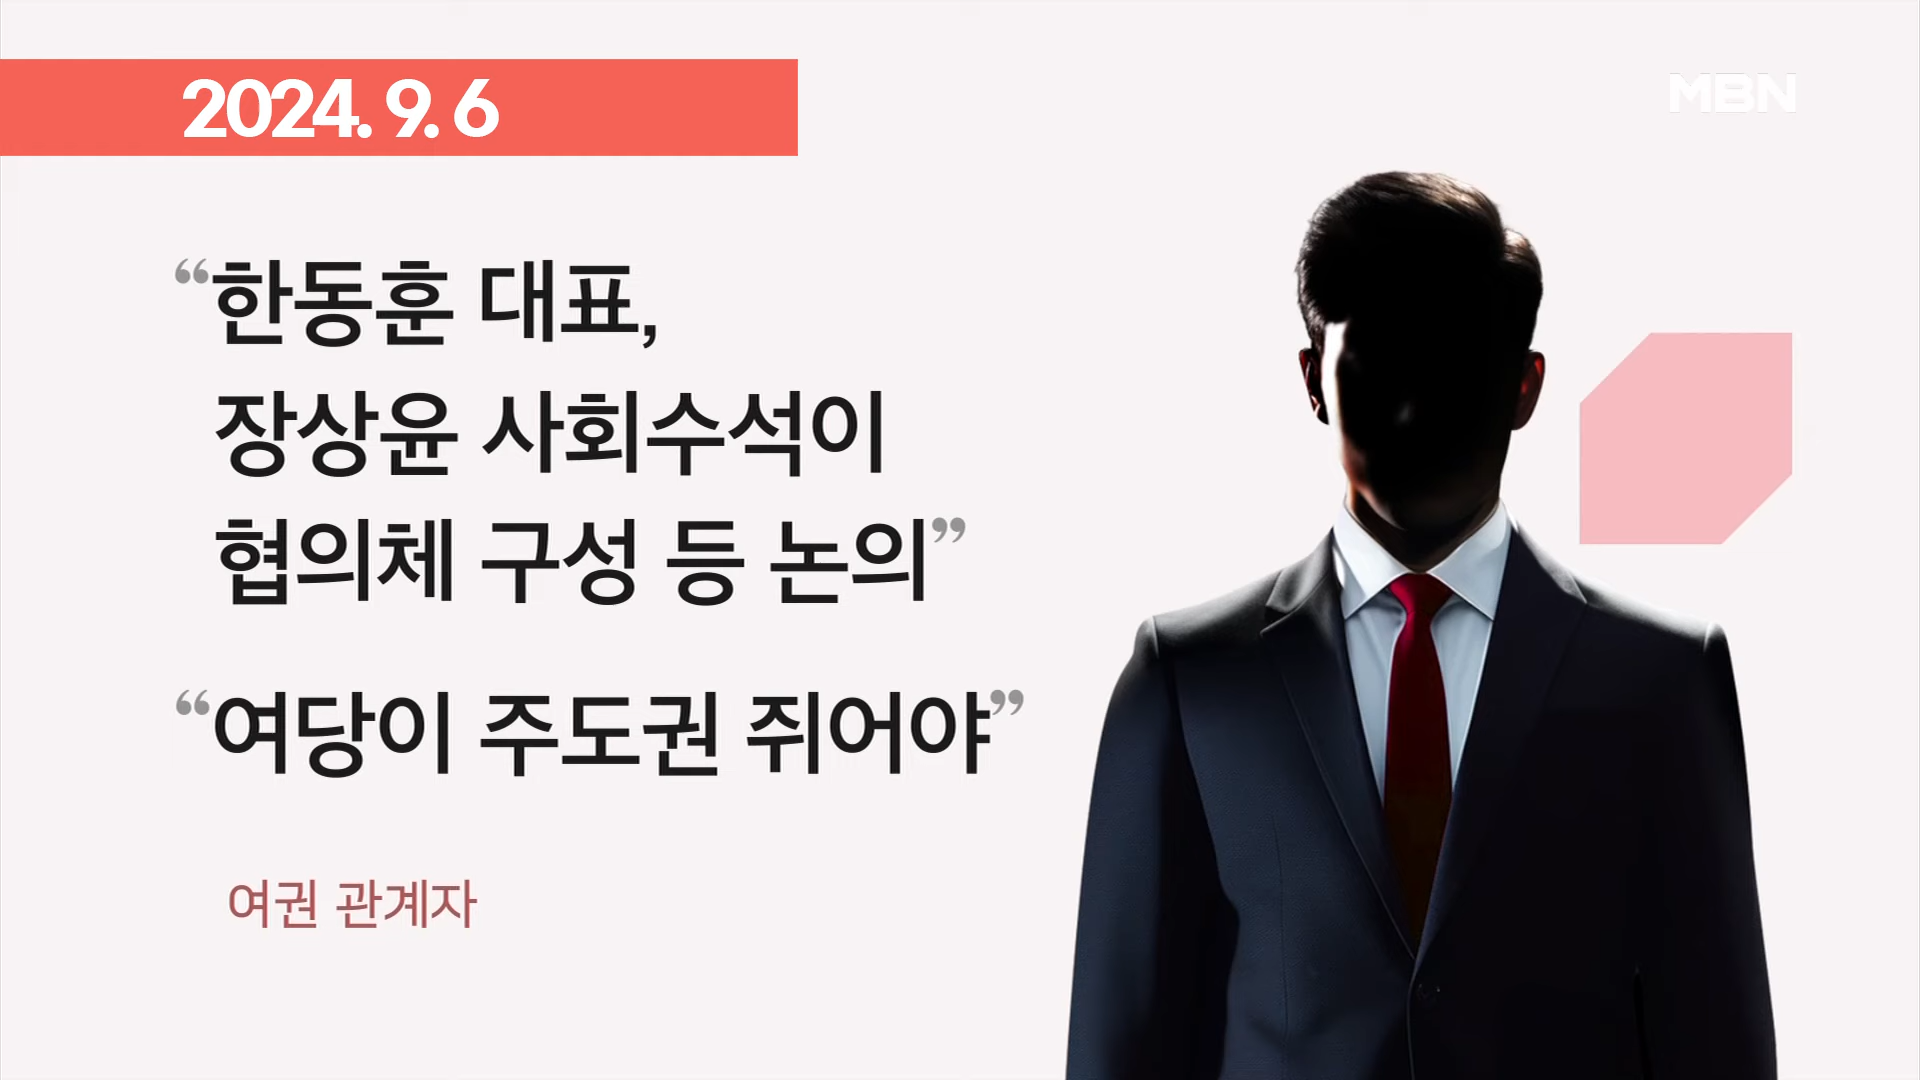 2024. 9. 6
MBN
“한동훈 대표,
장상윤 사회수석이
협의체 구성 등 논의”
“여당이 주도권 쥐어야”
여권 관계자